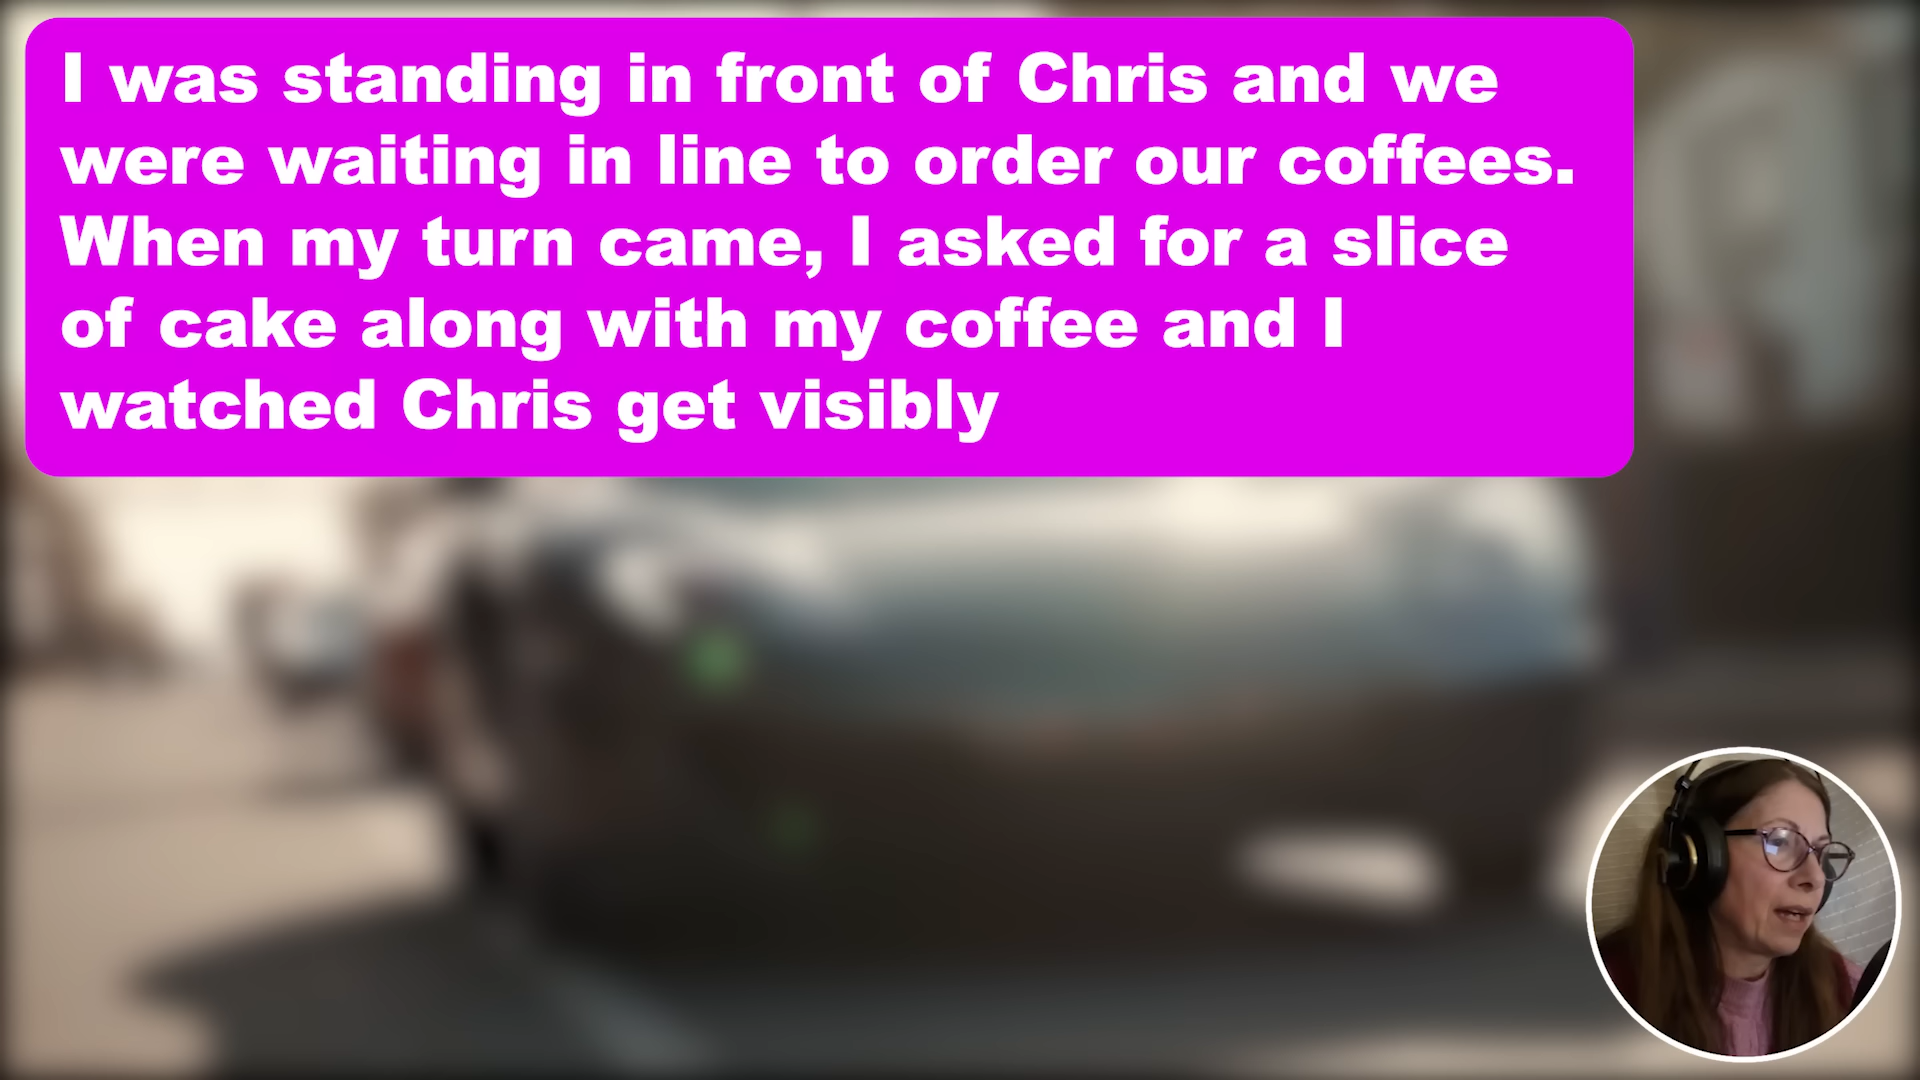 I was standing in front of Chris and we
were waiting in line to order our coffees.
When my turn came, I asked for a slice
of cake along with my coffee and I
watched Chris get visibly